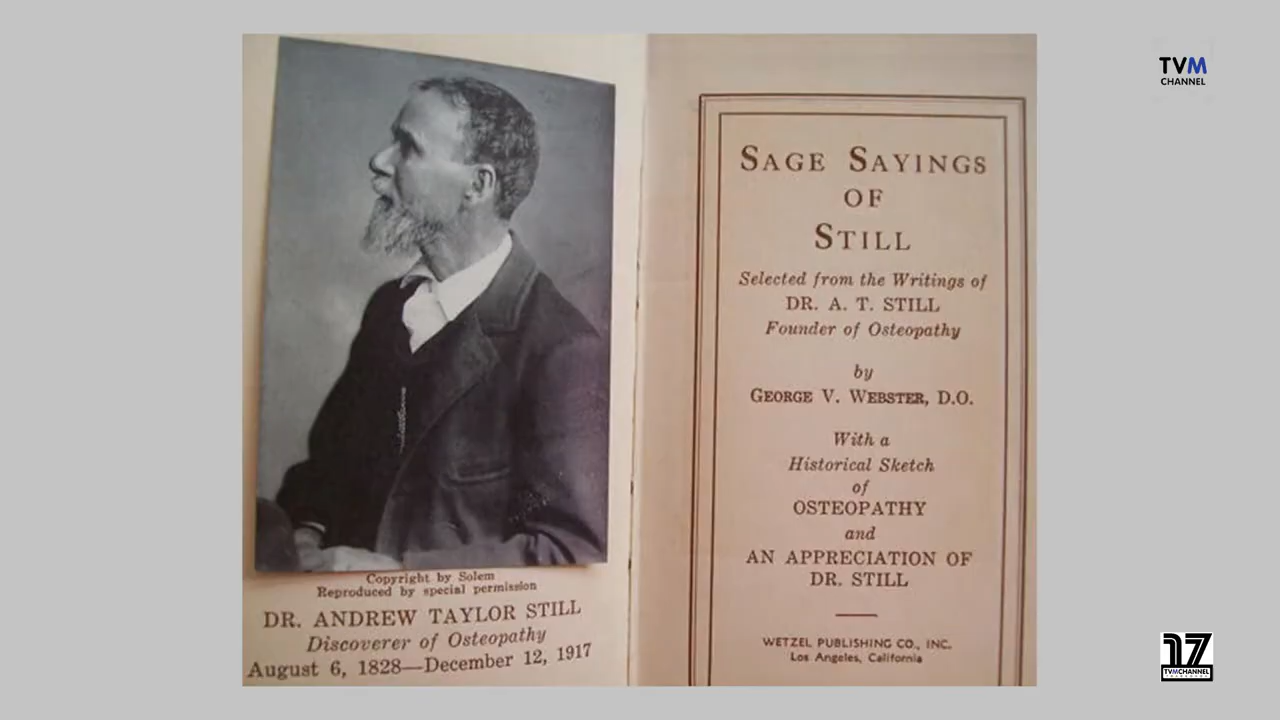 Copyright by Solem
Reproduced by special permission
DR. ANDREW TAYLOR STILL
Discoverer of Osteopathy
August 6, 1828—December 12, 1917
SAGE SAYINGS
OF
STILL
Selected from the Writings of
DR. A. T. STILL
Founder of Osteopathy
by
GEORGE V. WEBSTER, D.O.
With a
Historical Sketch
of
OSTEOPATHY
and
AN APPRECIATION OF
DR. STILL
WETZEL PUBLISHING CO., INC.
Los Angeles, California
TVM
CHANNEL
17
TVMCHANNEL